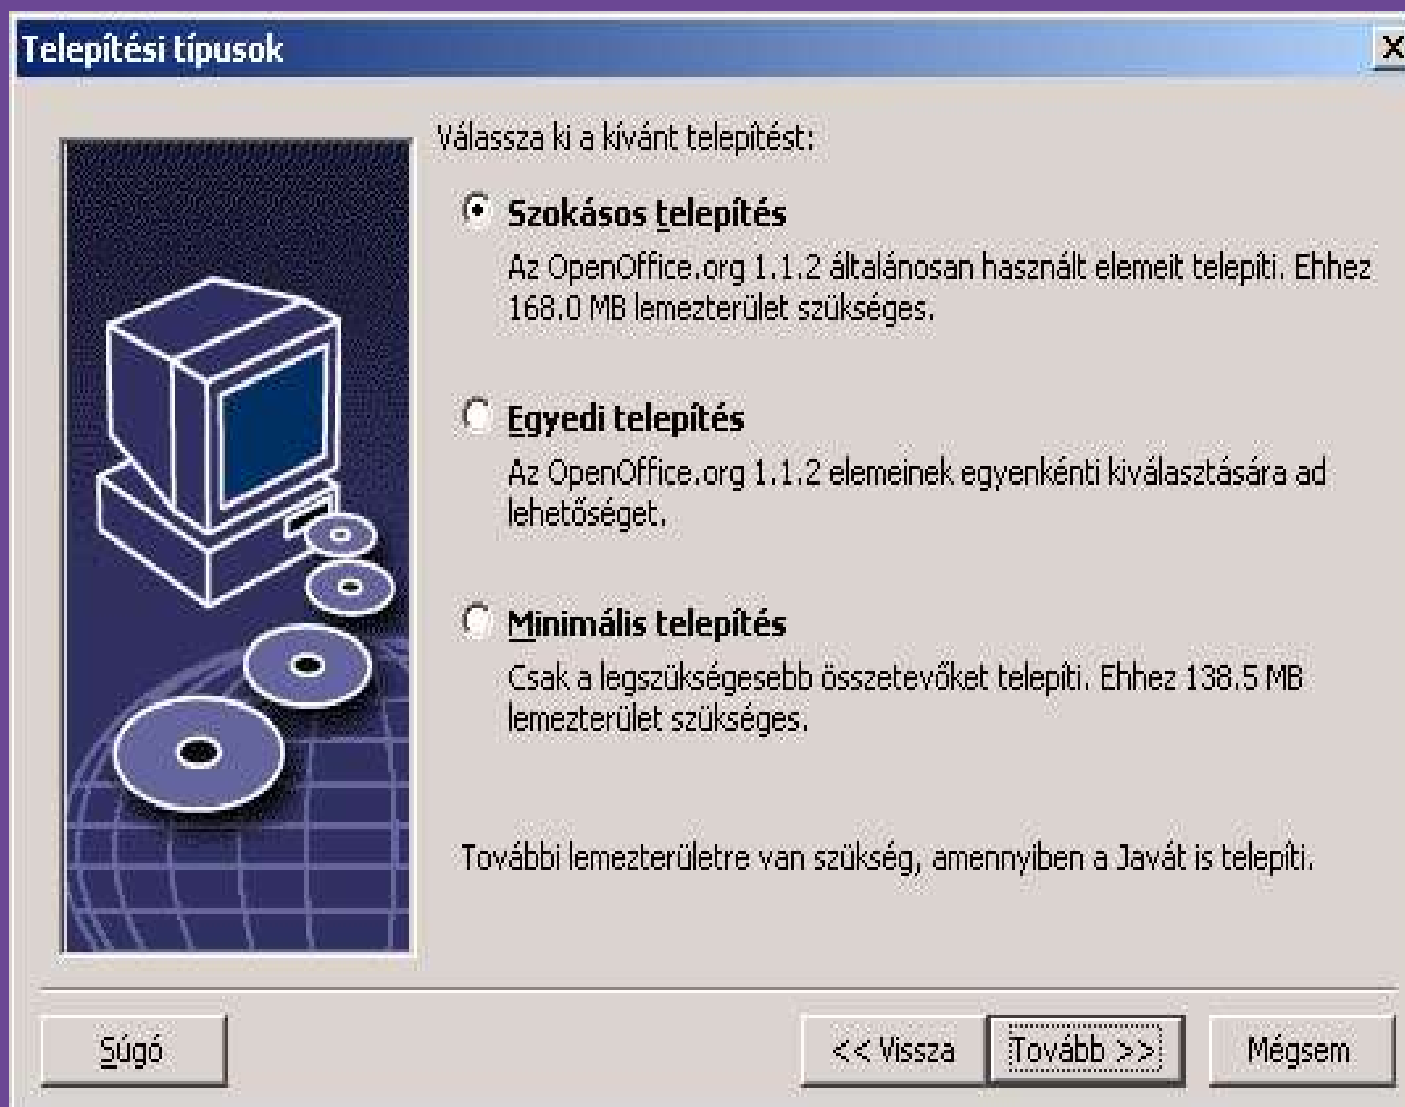 Telepítési típusok
Válassza ki a kívánt telepítést:
Szokásos telepítés
Az OpenOffice.org 1.1.2 általánosan használt elemeit telepíti. Ehhez
168.0 MB lemezterület szükséges.
Egyedi telepítés
Az OpenOffice.org 1.1.2 elemeinek egyenkénti kiválasztására ad
lehetőséget.
Minimális telepítés
Csak a legszükségesebb összetevőket telepíti. Ehhez 138.5 MB
lemezterület szükséges.
További lemezterületre van szükség, amennyiben a Javát is telepíti.
Súgó
<< Vissza
Tovább >>
Mégsem